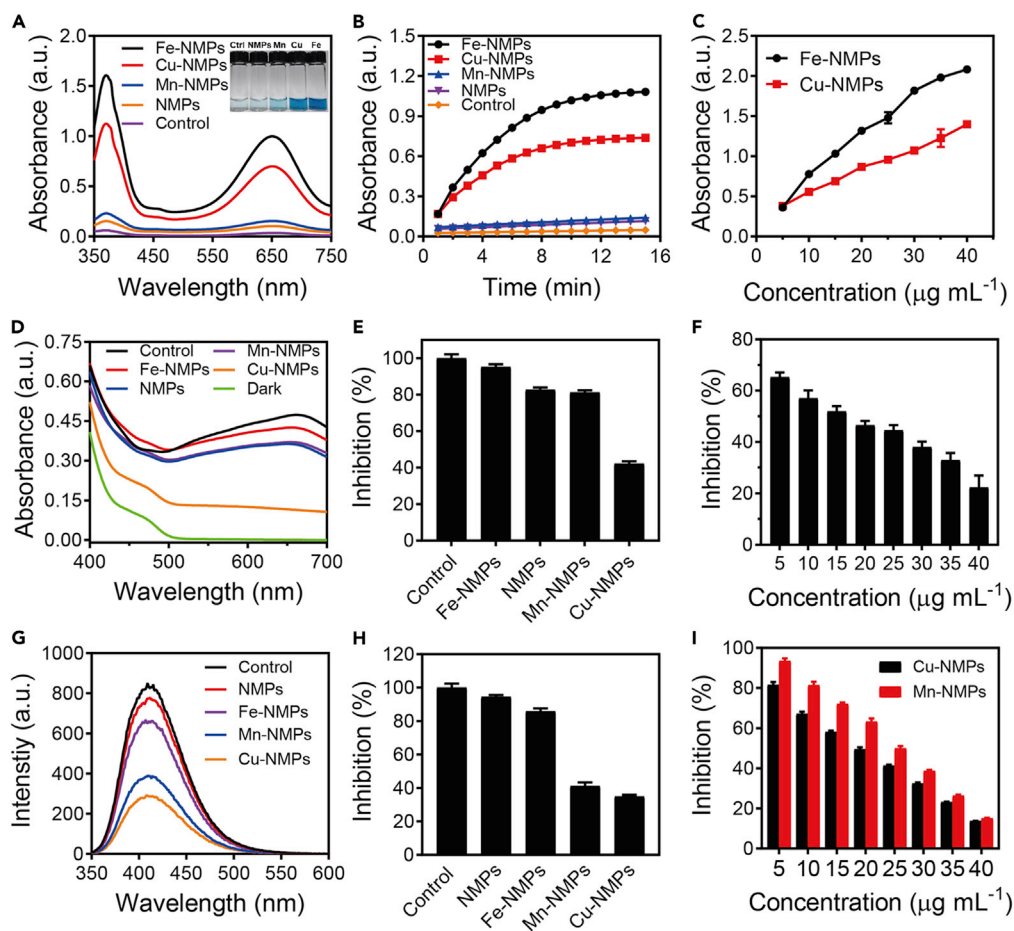 A
Absorbance (a.u.)
2.0
1.5
1.0
0.5
0.0
Fe-NMPs
Cu-NMPs
Mn-NMPs
NMPs
Control
Ctrl NMPs Mn Cu Fe
350 450 550 650 750
Wavelength (nm)
B
Absorbance (a.u.)
1.5
1.2
0.9
0.6
0.3
0.0
Fe-NMPs
Cu-NMPs
Mn-NMPs
NMPs
Control
0 4 8 12 16
Time (min)
C
Absorbance (a.u.)
2.5
2.0
1.5
1.0
0.5
0.0
Fe-NMPs
Cu-NMPs
0 10 20 30 40
Concentration (μg mL⁻¹)
D
Absorbance (a.u.)
0.75
0.60
0.45
0.30
0.15
0.00
Control
Fe-NMPs
NMPs
Mn-NMPs
Cu-NMPs
Dark
400 500 600 700
Wavelength (nm)
E
Inhibition (%)
100
80
60
40
20
0
Control
Fe-NMPs
NMPs
Mn-NMPs
Cu-NMPs
F
Inhibition (%)
80
60
40
20
0
5 10 15 20 25 30 35 40
Concentration (μg mL⁻¹)
G
Intenstiy (a.u.)
1000
800
600
400
200
0
Control
NMPs
Fe-NMPs
Mn-NMPs
Cu-NMPs
350 400 450 500 550 600
Wavelength (nm)
H
Inhibition (%)
120
100
80
60
40
20
0
Control
NMPs
Fe-NMPs
Mn-NMPs
Cu-NMPs
I
Inhibition (%)
100
80
60
40
20
0
Cu-NMPs
Mn-NMPs
5 10 15 20 25 30 35 40
Concentration (μg mL⁻¹)